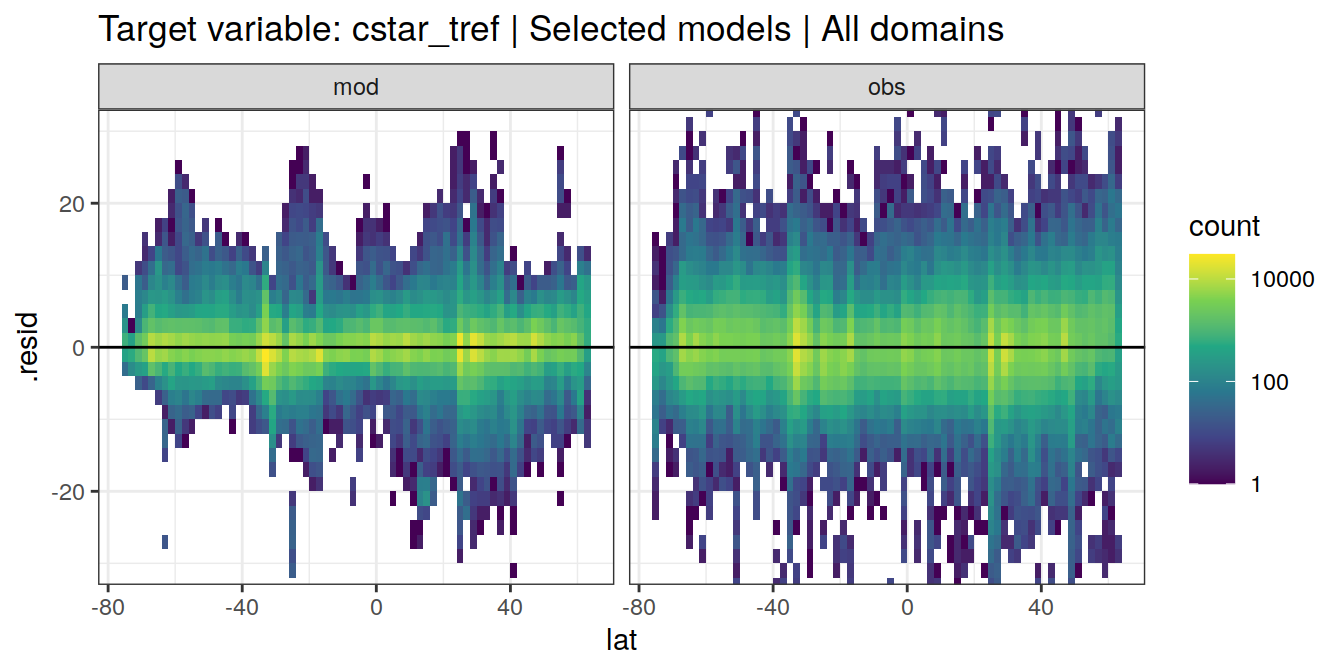 Target variable: cstar_tref | Selected models | All domains
mod
obs
.resid
20
0
-20
-80
-40
0
40
-80
-40
0
40
lat
count
10000
100
1